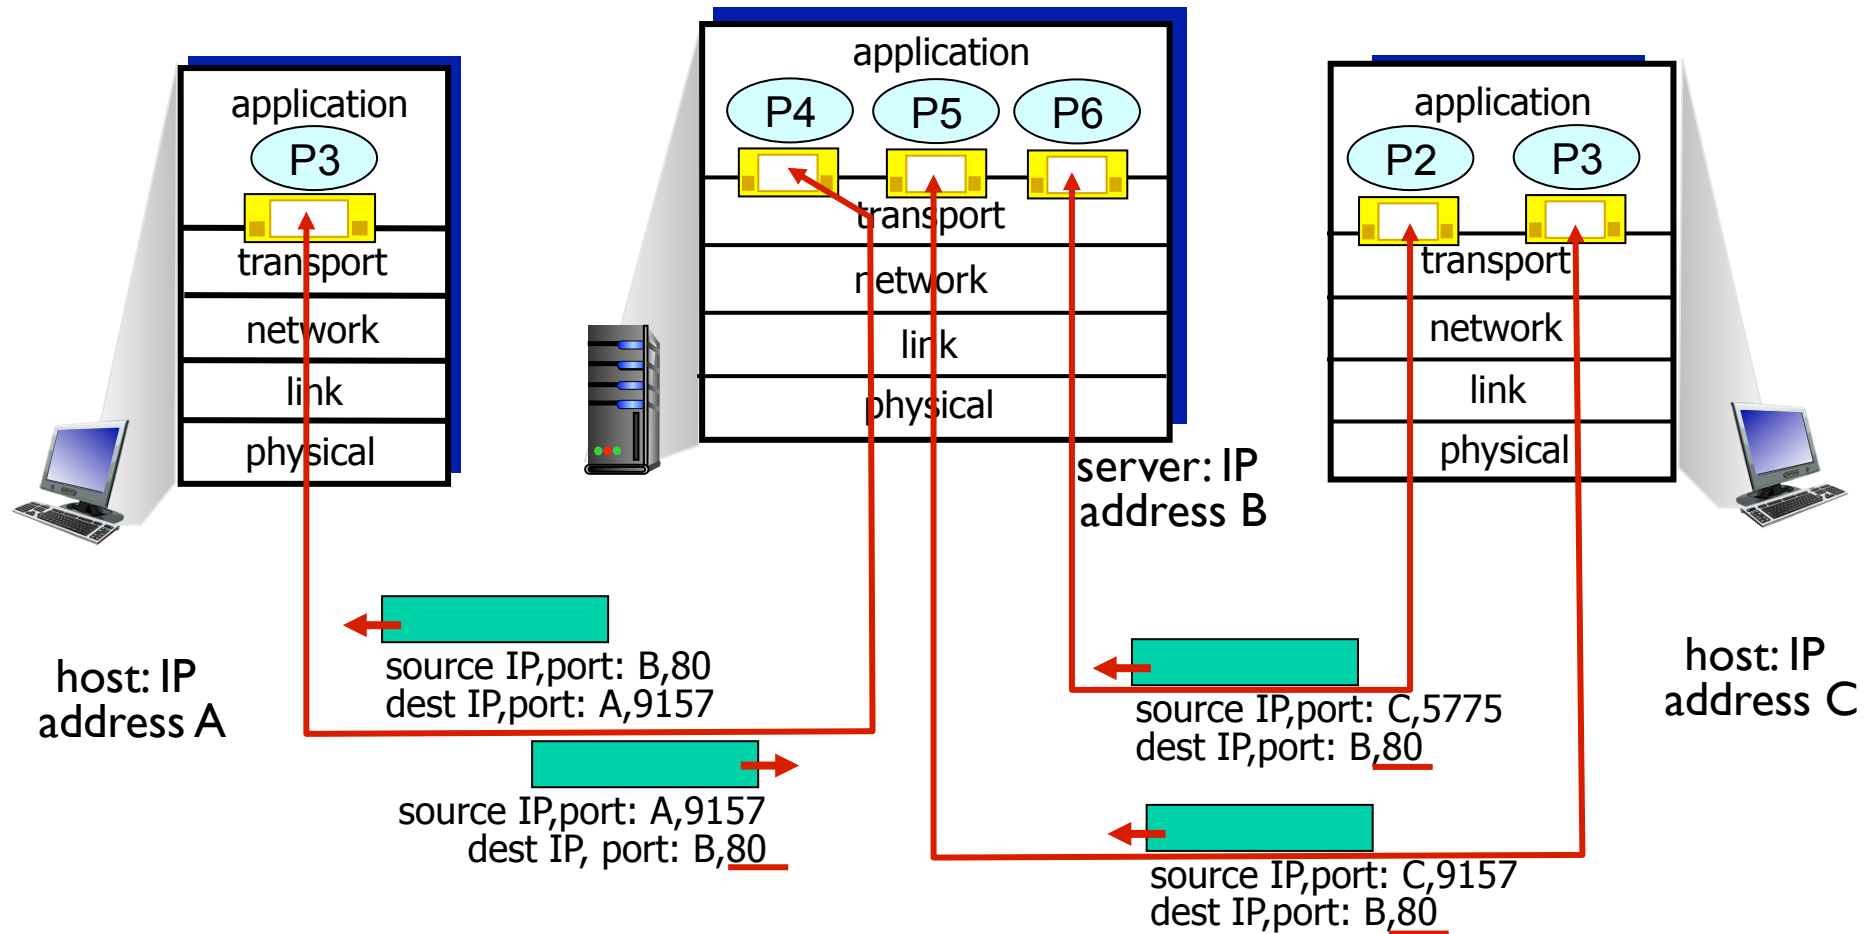 application
P3
transport
network
link
physical
host: IP
address A
application
P4 P5 P6
transport
network
link
physical
server: IP
address B
application
P2 P3
transport
network
link
physical
host: IP
address C
source IP,port: B,80
dest IP,port: A,9157
source IP,port: A,9157
dest IP, port: B,80
source IP,port: C,5775
dest IP,port: B,80
source IP,port: C,9157
dest IP,port: B,80